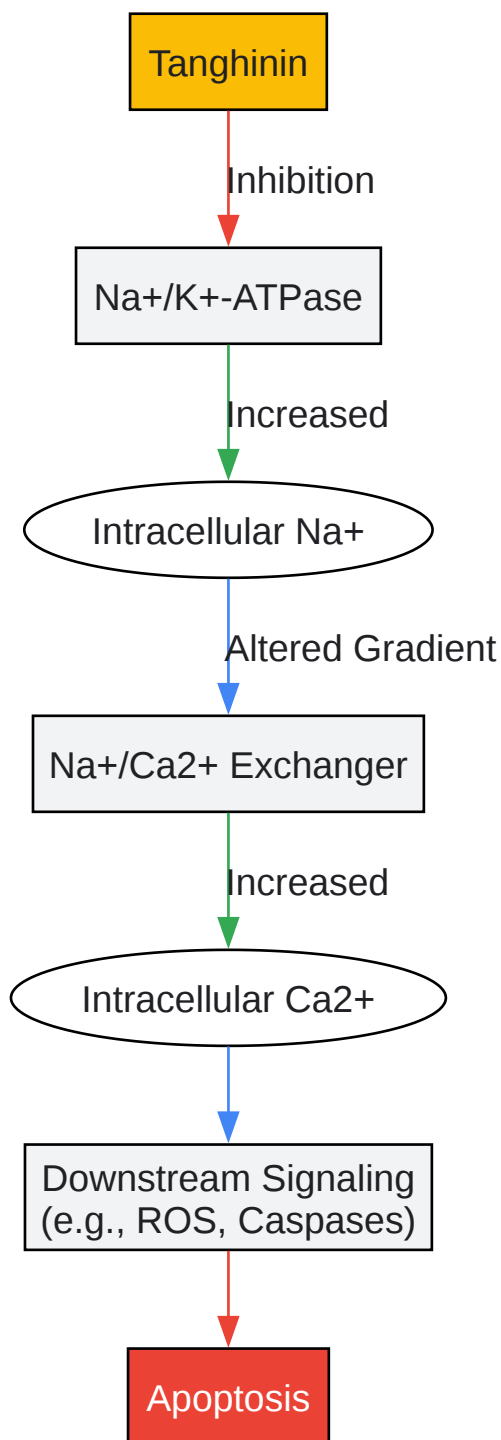 Tanghinin
Inhibition
Na+/K+-ATPase
Increased
Intracellular Na+
Altered Gradient
Na+/Ca2+ Exchanger
Increased
Intracellular Ca2+
Downstream Signaling
(e.g., ROS, Caspases)
Apoptosis